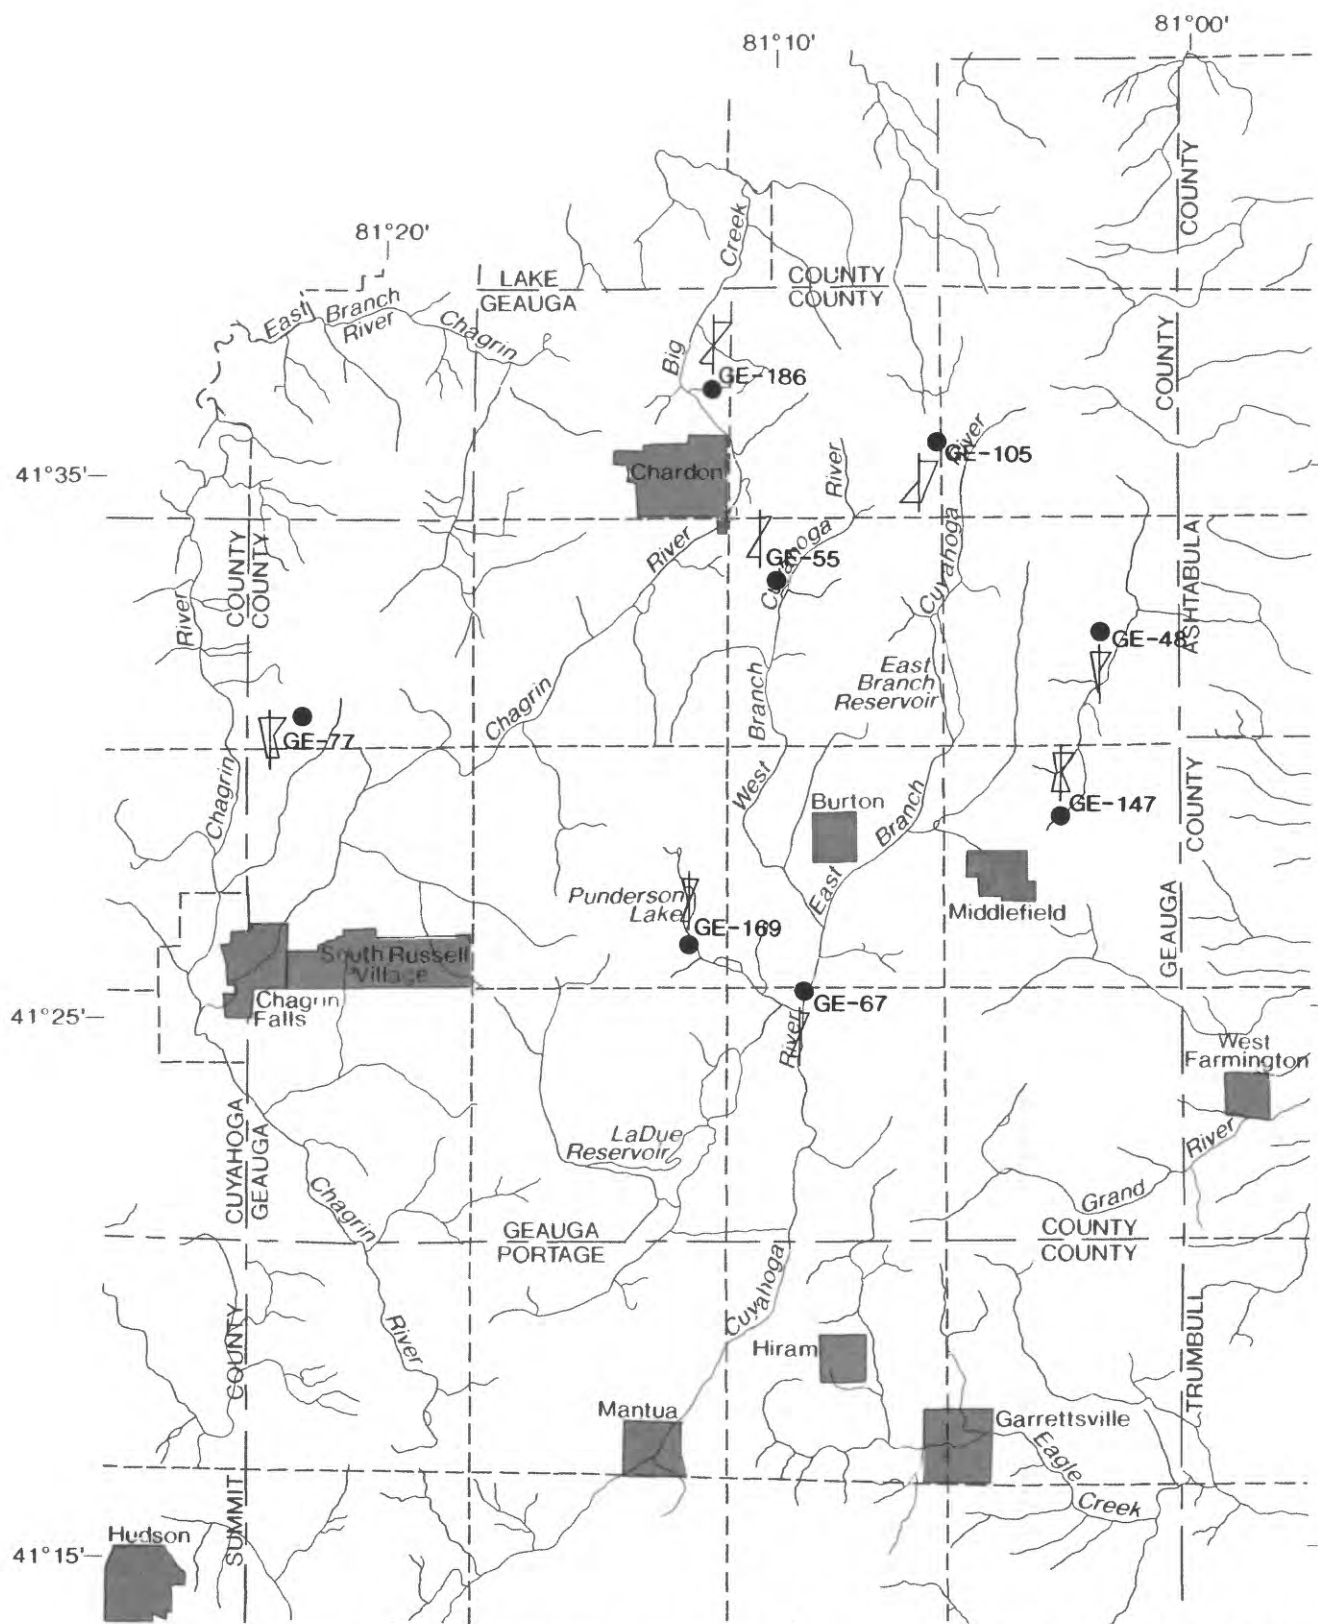 81°00'
81°10'
81°20'
COUNTY
Creek
LAKE
GEAUGA
COUNTY
COUNTY
East
Branch
River
Chagrin
Big
COUNTY
GE-186
River
GE-105
41°35'
Chardon
River
River
Cuyahoga
GE-55
Cuyahoga
COUNTY
COUNTY
River
ASHTABULA
GE-48
East
Branch
Reservoir
Branch
Chagrin
GE-77
West
Chagrin
Burton
Branch
GE-147
COUNTY
East
Punderson
Lake
Middlefield
GE-169
GEAUGA
South Russell
Village
Chagrin
Falls
GE-67
41°25'
River
West
Farmington
LaDue
Reservoir
River
CUYAHOGA
GEAUGA
Chagrin
Grand
GEAUGA
PORTAGE
COUNTY
COUNTY
Cuyahoga
River
COUNTY
Hiram
TRUMBULL
Mantua
Garrettsville
Eagle
Creek
SUMMIT
Hudson
41°15'